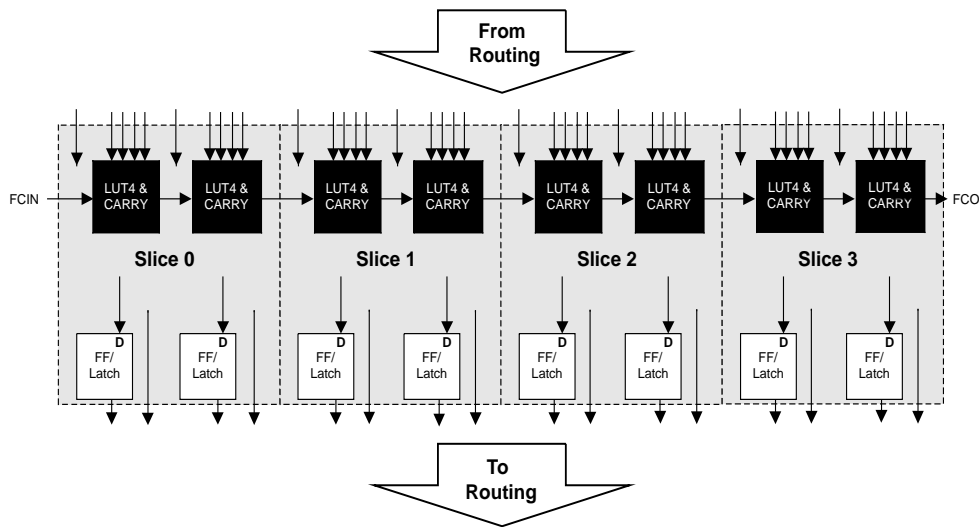 From
Routing
FCIN
LUT4 &
CARRY
LUT4 &
CARRY
LUT4 &
CARRY
LUT4 &
CARRY
LUT4 &
CARRY
LUT4 &
CARRY
LUT4 &
CARRY
LUT4 &
CARRY
FCO
Slice 0
Slice 1
Slice 2
Slice 3
D
FF/
Latch
D
FF/
Latch
D
FF/
Latch
D
FF/
Latch
D
FF/
Latch
D
FF/
Latch
D
FF/
Latch
D
FF/
Latch
To
Routing